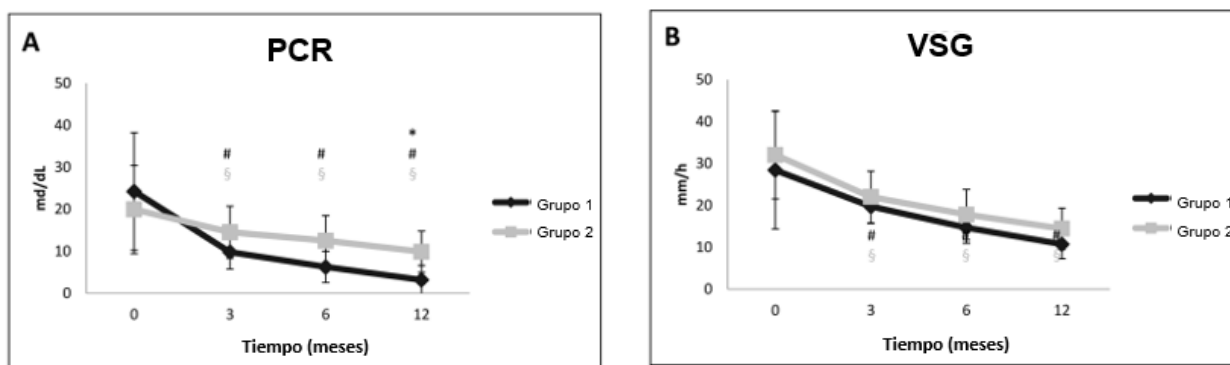 A
PCR
50
40
30
20
10
0
md/dL
*
# # #
§ § §
0 3 6 12
Tiempo (meses)
Grupo 1
Grupo 2
B
VSG
50
40
30
20
10
0
mm/h
# # #
§ § §
0 3 6 12
Tiempo (meses)
Grupo 1
Grupo 2